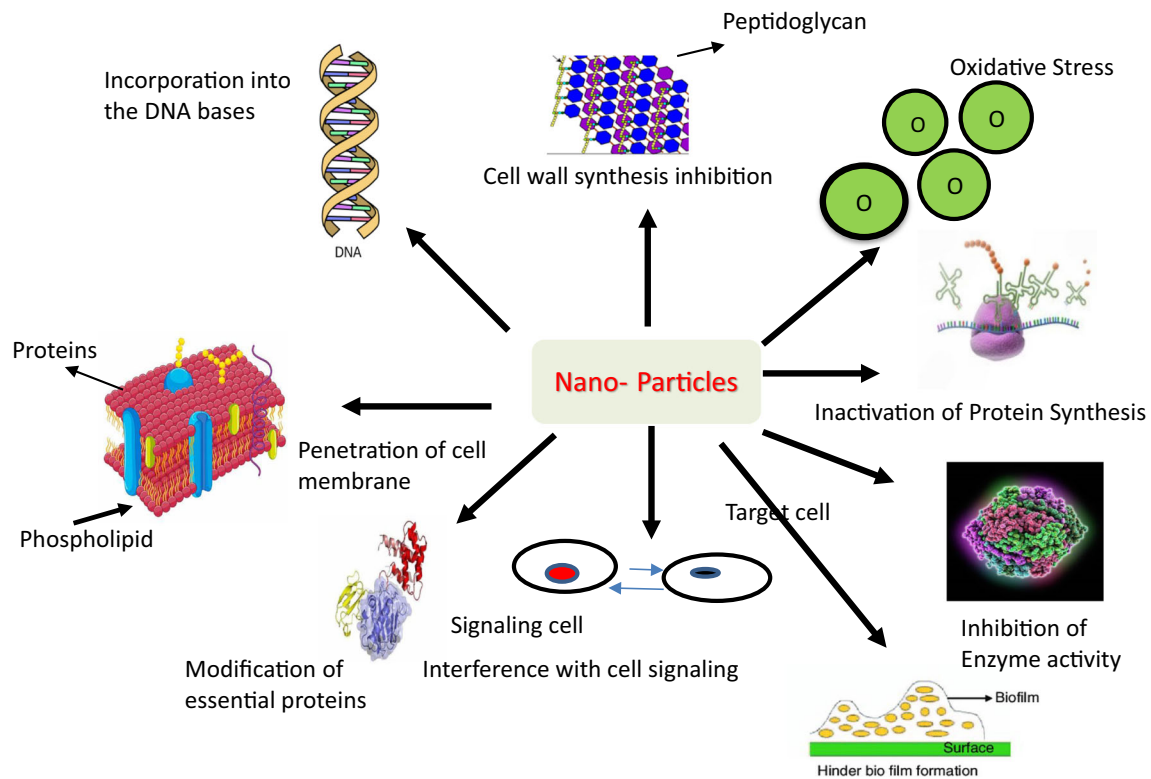 Peptidoglycan
Incorporation into
the DNA bases
Oxidative Stress
O
O
O
O
Cell wall synthesis inhibition
DNA
Proteins
Nano- Particles
Inactivation of Protein Synthesis
Penetration of cell
membrane
Phospholipid
Target cell
Signaling cell
Modification of
essential proteins
Interference with cell signaling
Inhibition of
Enzyme activity
Biofilm
Surface
Hinder bio film formation